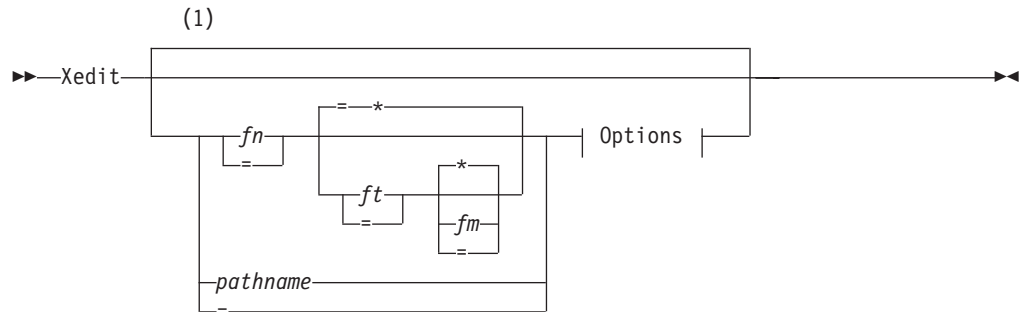 (1)
Xedit
= *
fn
=
Options
*
ft
=
fm
=
pathname
=